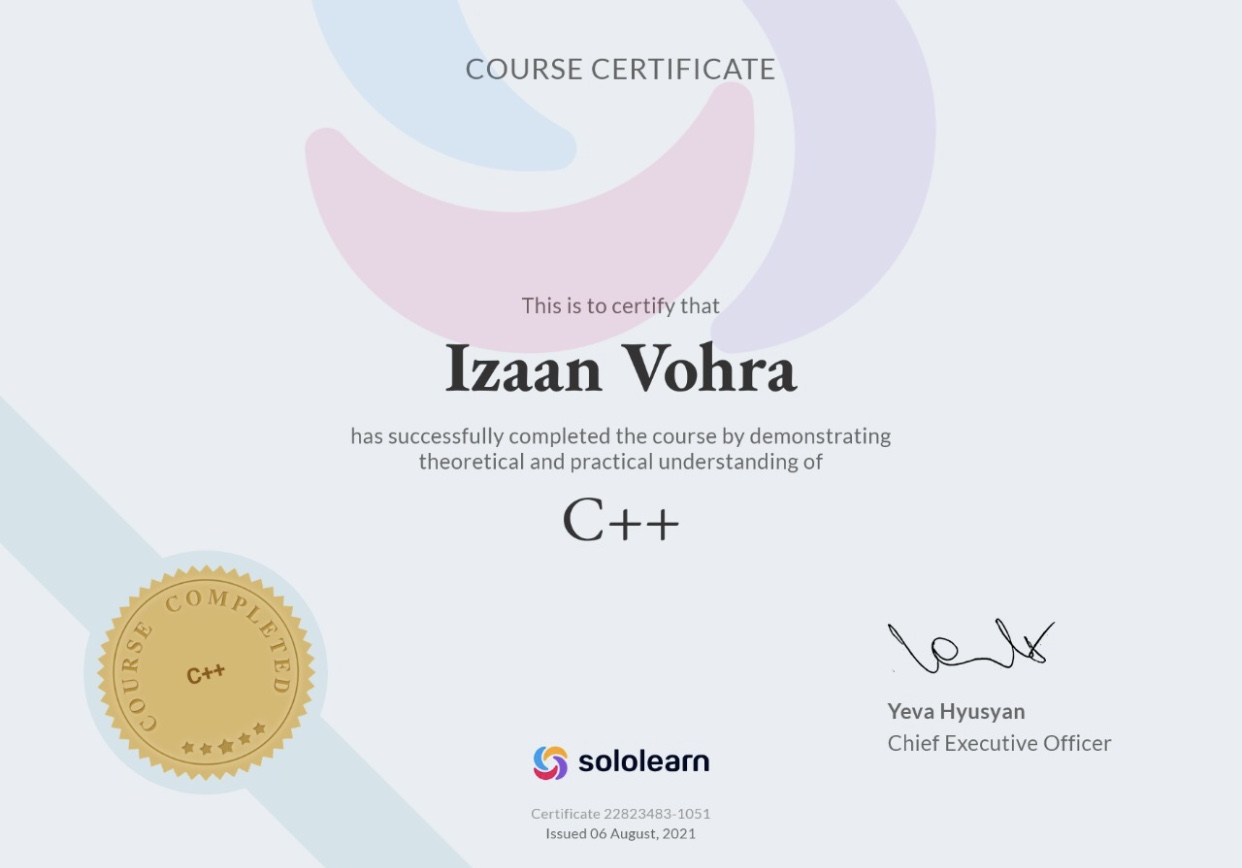 COURSE CERTIFICATE
This is to certify that
Izaan Vohra
has successfully completed the course by demonstrating
theoretical and practical understanding of
C++
COURSE COMPLETED
C++
Yeva Hyusyan
Chief Executive Officer
sololearn
Certificate 22823483-1051
Issued 06 August, 2021